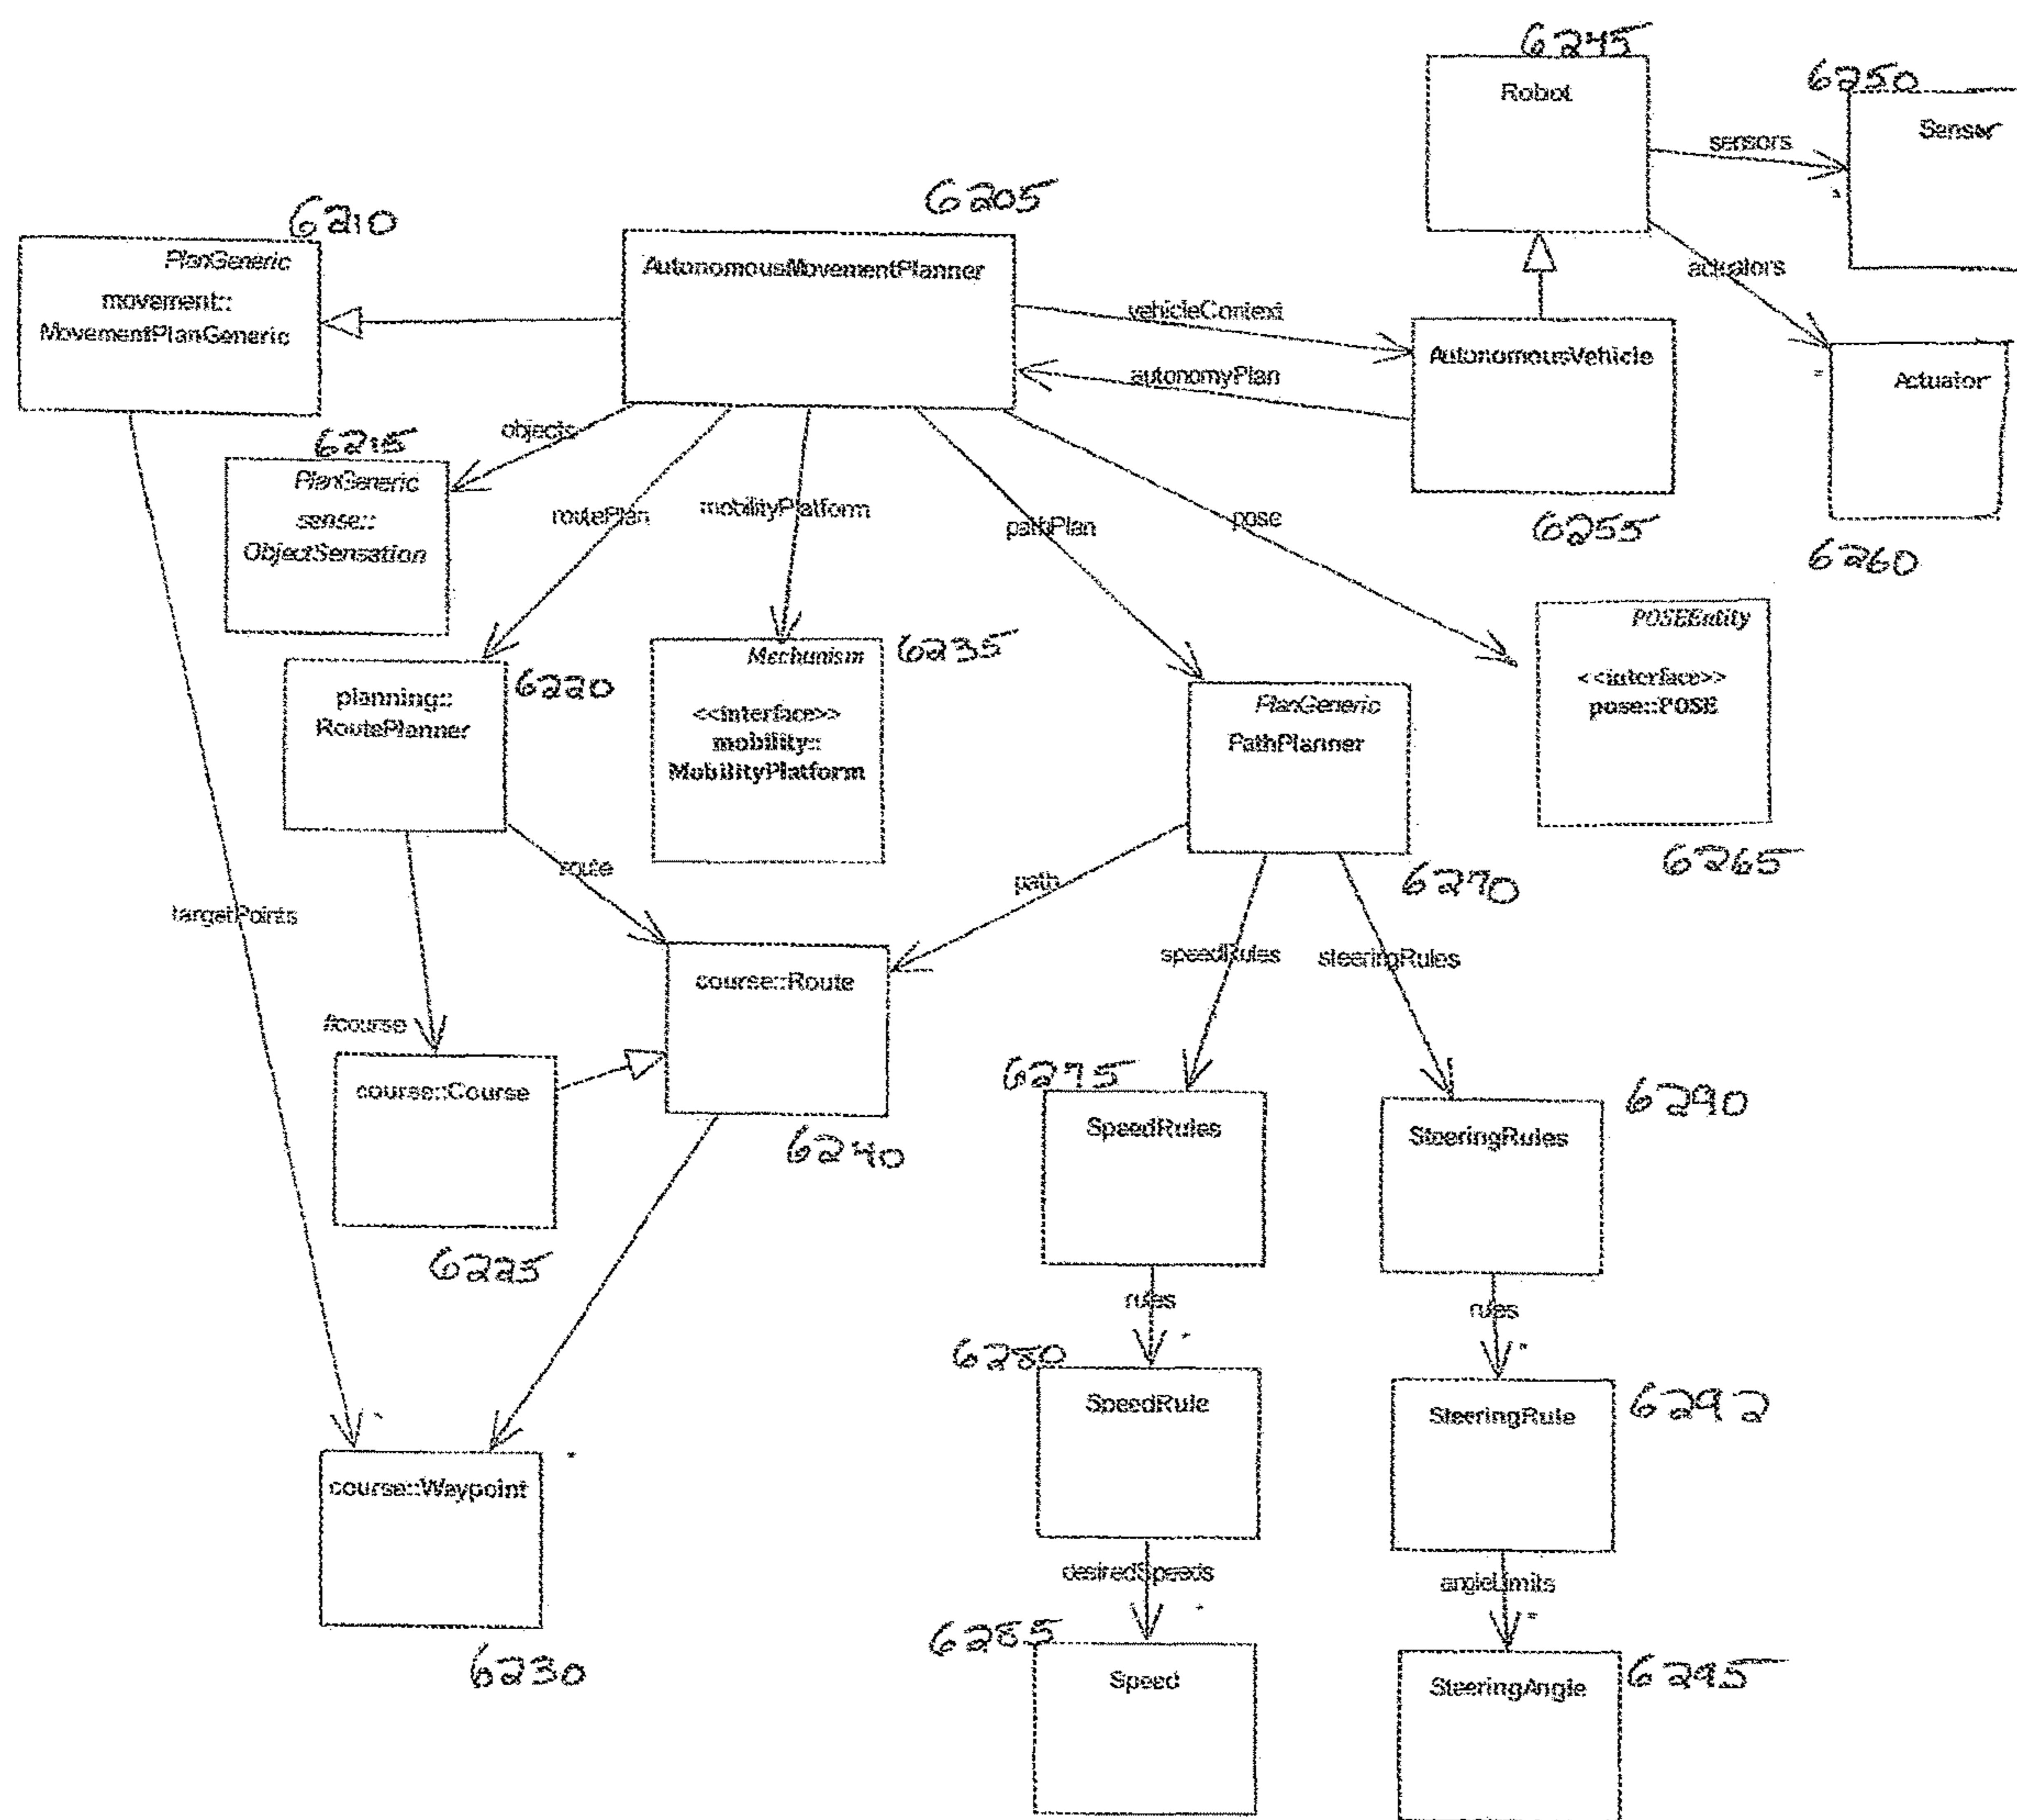 6245
Robot
6250
Sensor
sensors
actuators
6205
AutonomousMovementPlanner
6210
PlanGeneric
movement::
MovementPlanGeneric
vehicleContext
autonomyPlan
AutonomousVehicle
6255
Actuator
6260
6215
PlanGeneric
sense::
ObjectSensation
objects
routePlan
mobilityPlatform
pathPlan
pose
POSEEntity
<<interface>>
pose::POSE
6265
planning::
RoutePlanner
6220
Mechanism
<<interface>>
mobility::
MobilityPlatform
6235
PlanGeneric
PathPlanner
6270
targetPoints
route
path
speedRules
steeringRules
course::Route
6240
#course
course::Course
6225
6275
SpeedRules
SteeringRules
6290
rules
*
rules
*
6280
SpeedRule
SteeringRule
6292
*
*
course::Waypoint
6230
desiredSpeeds
*
angleLimits
*
6285
Speed
SteeringAngle
6295